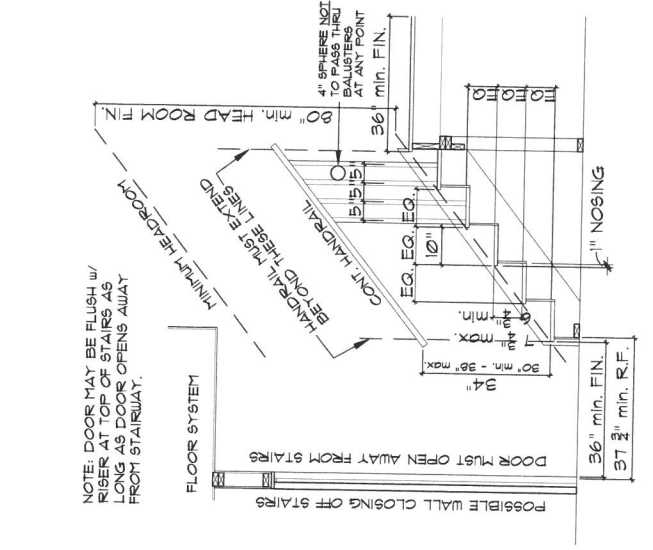 NOTE: DOOR MAY BE FLUSH w/
RISER AT TOP OF STAIRS AS
LONG AS DOOR OPENS AWAY
FROM STAIRWAY.
FLOOR SYSTEM
MINIMUM HEADROOM
80" min. HEAD ROOM FIN.
HANDRAIL MUST EXTEND
BEYOND THESE LINES
CONT. HANDRAIL
4" SPHERE NOT
TO PASS THRU
BALUSTERS
AT ANY POINT
36" min. FIN.
5"5"5"
EQ. EQ. EQ.
10"
EQ EQ EQ
1" NOSING
min.
7 3/4" max.
30" min. - 38" max.
34"
36" min. FIN.
37 3/4" min. R.F.
DOOR MUST OPEN AWAY FROM STAIRS
POSSIBLE WALL CLOSING OFF STAIRS